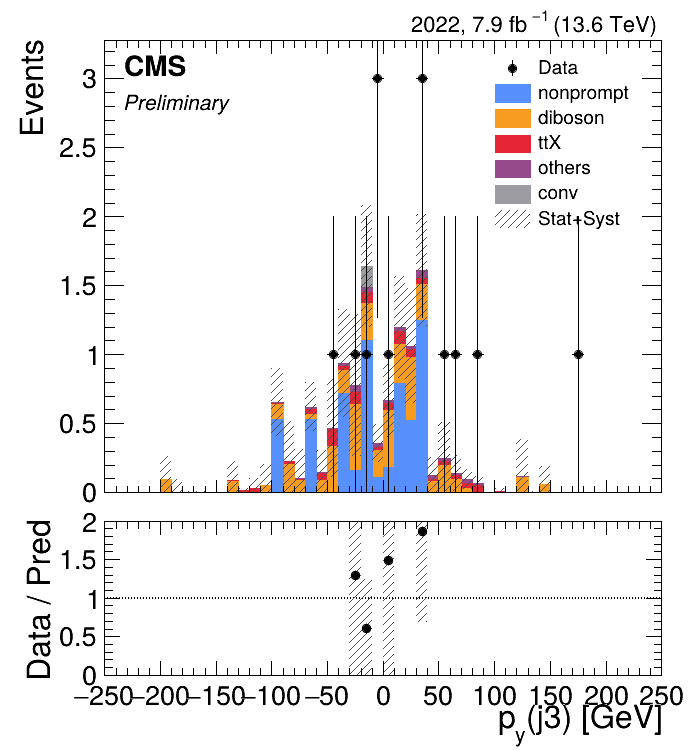 2022, 7.9 fb⁻¹ (13.6 TeV)
CMS
Preliminary
Events
3
2.5
2
1.5
1
0.5
0
Data
nonprompt
diboson
ttX
others
conv
Stat+Syst
Data / Pred
2
1.5
1
0.5
0
−250 −200 −150 −100 −50 0 50 100 150 200 250
p_y(j3) [GeV]